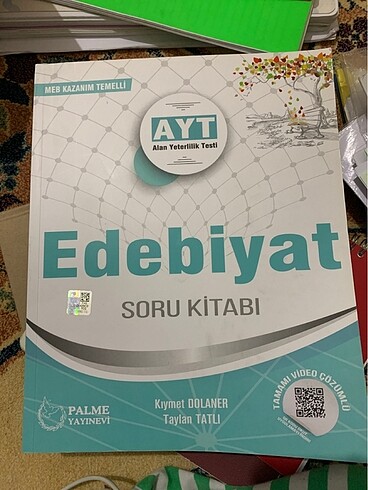 MEB KAZANIM TEMELLİ
AYT
Alan Yeterlilik Testi
Edebiyat
SORU KİTABI
Kıymet DOLANER
Taylan TATLI
PALME
YAYINEVİ
TAMAMI VİDEO ÇÖZÜMLÜ